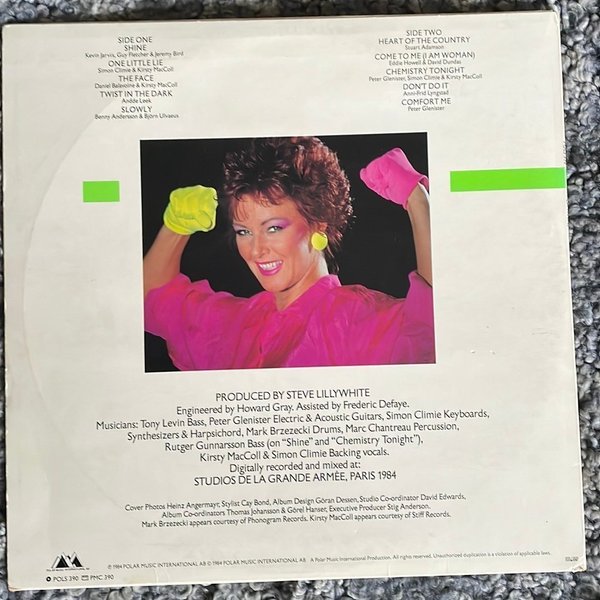 SIDE ONE
SHINE
Kevin Jarvis, Guy Fletcher & Jeremy Bird
ONE LITTLE LIE
Simon Climie & Kirsty MacColl
THE FACE
Daniel Balavoine & Kirsty MacColl
TWIST IN THE DARK
Andée Leek
SLOWLY
Benny Andersson & Björn Ulvaeus
SIDE TWO
HEART OF THE COUNTRY
Stuart Adamson
COME TO ME (I AM WOMAN)
Eddie Howell & David Dundas
CHEMISTRY TONIGHT
Peter Glenister, Simon Climie & Kirsty MacColl
DON'T DO IT
Anni-Frid Lyngstad
COMFORT ME
Peter Glenister
PRODUCED BY STEVE LILLYWHITE
Engineered by Howard Gray. Assisted by Frederic Defaye.
Musicians: Tony Levin Bass, Peter Glenister Electric & Acoustic Guitars, Simon Climie Keyboards,
Synthesizers & Harpsichord, Mark Brzezecki Drums, Marc Chantreau Percussion,
Rutger Gunnarsson Bass (on "Shine" and "Chemistry Tonight"),
Kirsty MacColl & Simon Climie Backing vocals.
Digitally recorded and mixed at:
STUDIOS DE LA GRANDE ARMÉE, PARIS 1984
Cover Photos Heinz Angermayr, Stylist Cay Bond, Album Design Göran Dessen, Studio Co-ordinator David Edwards,
Album Co-ordinators Thomas Johansson & Görel Hanser, Executive Producer Stig Anderson.
Mark Brzezecki appears courtesy of Phonogram Records. Kirsty MacColl appears courtesy of Stiff Records.
POLAR MUSIC INTERNATIONAL AB
℗ 1984 POLAR MUSIC INTERNATIONAL AB © 1984 POLAR MUSIC INTERNATIONAL AB. A Polar Music International Production. All rights reserved. Unauthorized duplication is a violation of applicable laws.
POLS 390 PMC 390